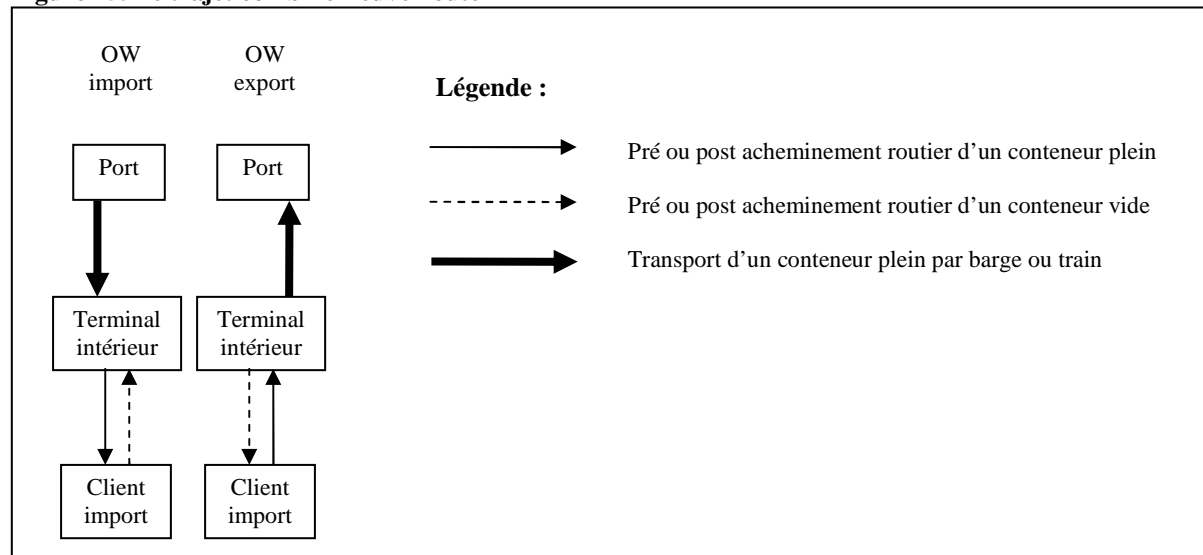 OW
import
OW
export
Légende :
Port
Port
Pré ou post acheminement routier d'un conteneur plein
Pré ou post acheminement routier d'un conteneur vide
Transport d'un conteneur plein par barge ou train
Terminal
intérieur
Terminal
intérieur
Client
import
Client
import